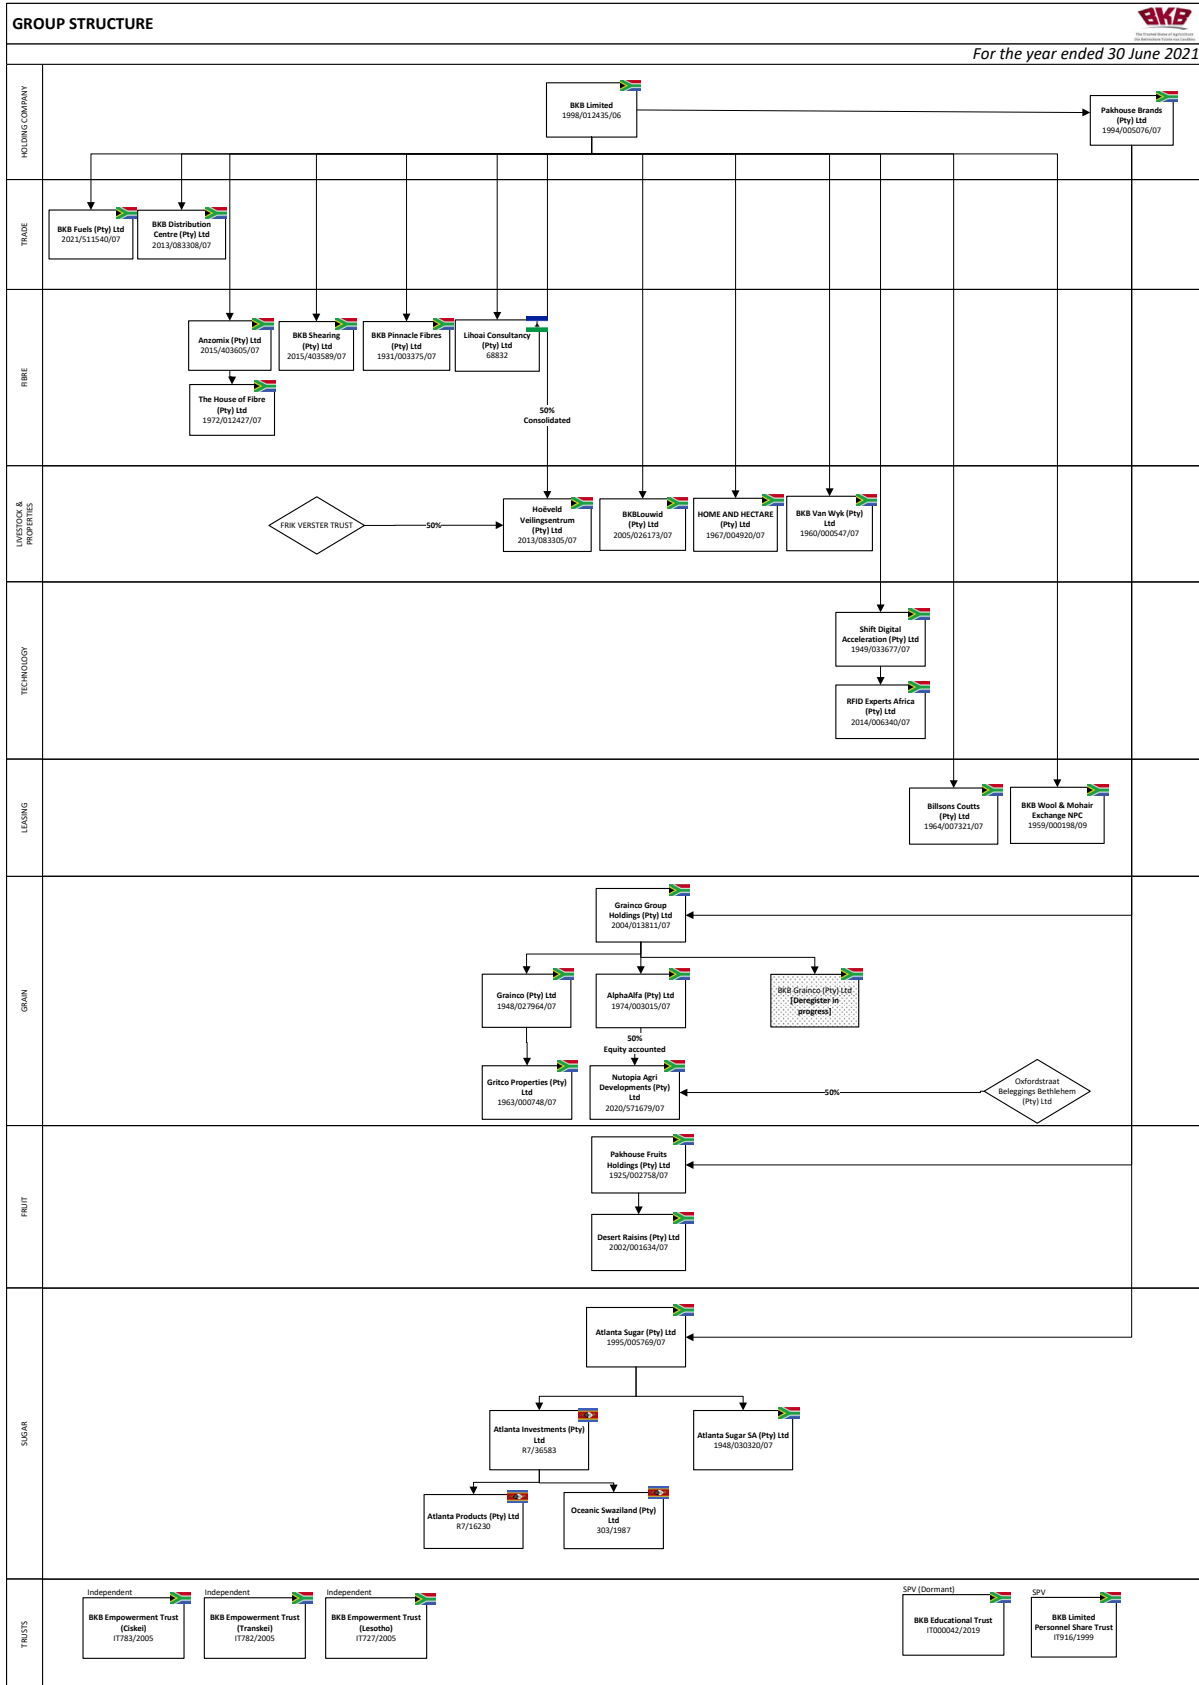 GROUP STRUCTURE
BKB
The Trusted Home of Agriculture
For the year ended 30 June 2021
HOLDING COMPANY
BKB Limited
1998/012435/06
Pakhouse Brands
(Pty) Ltd
1994/005076/07
TRADE
BKB Fuels (Pty) Ltd
2021/511540/07
BKB Distribution
Centre (Pty) Ltd
2013/083308/07
FIBRE
Anzomix (Pty) Ltd
2015/403605/07
BKB Shearing
(Pty) Ltd
2015/403589/07
BKB Pinnacle Fibres
(Pty) Ltd
1931/003375/07
Lihoai Consultancy
(Pty) Ltd
68832
The House of Fibre
(Pty) Ltd
1972/012427/07
50%
Consolidated
LIVESTOCK &
PROPERTIES
FRIK VERSTER TRUST
50%
Hoëveld
Veilingsentrum
(Pty) Ltd
2013/083305/07
BKBLouwid
(Pty) Ltd
2005/026173/07
HOME AND HECTARE
(Pty) Ltd
1967/004920/07
BKB Van Wyk (Pty)
Ltd
1960/000547/07
TECHNOLOGY
Shift Digital
Acceleration (Pty) Ltd
1949/033677/07
RFID Experts Africa
(Pty) Ltd
2014/006340/07
LEASING
Billsons Coutts
(Pty) Ltd
1964/007321/07
BKB Wool & Mohair
Exchange NPC
1959/000198/09
GRAIN
Grainco Group
Holdings (Pty) Ltd
2004/013811/07
Grainco (Pty) Ltd
1948/027964/07
AlphaAlfa (Pty) Ltd
1974/003015/07
BKB Grainco (Pty) Ltd
[Deregister in
progress]
50%
Equity accounted
Gritco Properties (Pty)
Ltd
1963/000748/07
Nutopia Agri
Developments (Pty)
Ltd
2020/571679/07
50%
Oxfordstraat
Beleggings Bethlehem
(Pty) Ltd
FRUIT
Pakhouse Fruits
Holdings (Pty) Ltd
1925/002758/07
Desert Raisins (Pty) Ltd
2002/001634/07
SUGAR
Atlanta Sugar (Pty) Ltd
1995/005769/07
Atlanta Investments (Pty)
Ltd
R7/36583
Atlanta Sugar SA (Pty) Ltd
1948/030320/07
Atlanta Products (Pty) Ltd
R7/16230
Oceanic Swaziland (Pty)
Ltd
303/1987
TRUSTS
Independent
BKB Empowerment Trust
(Ciskei)
IT783/2005
Independent
BKB Empowerment Trust
(Transkei)
IT782/2005
Independent
BKB Empowerment Trust
(Lesotho)
IT727/2005
SPV (Dormant)
BKB Educational Trust
IT000042/2019
SPV
BKB Limited
Personnel Share Trust
IT916/1999